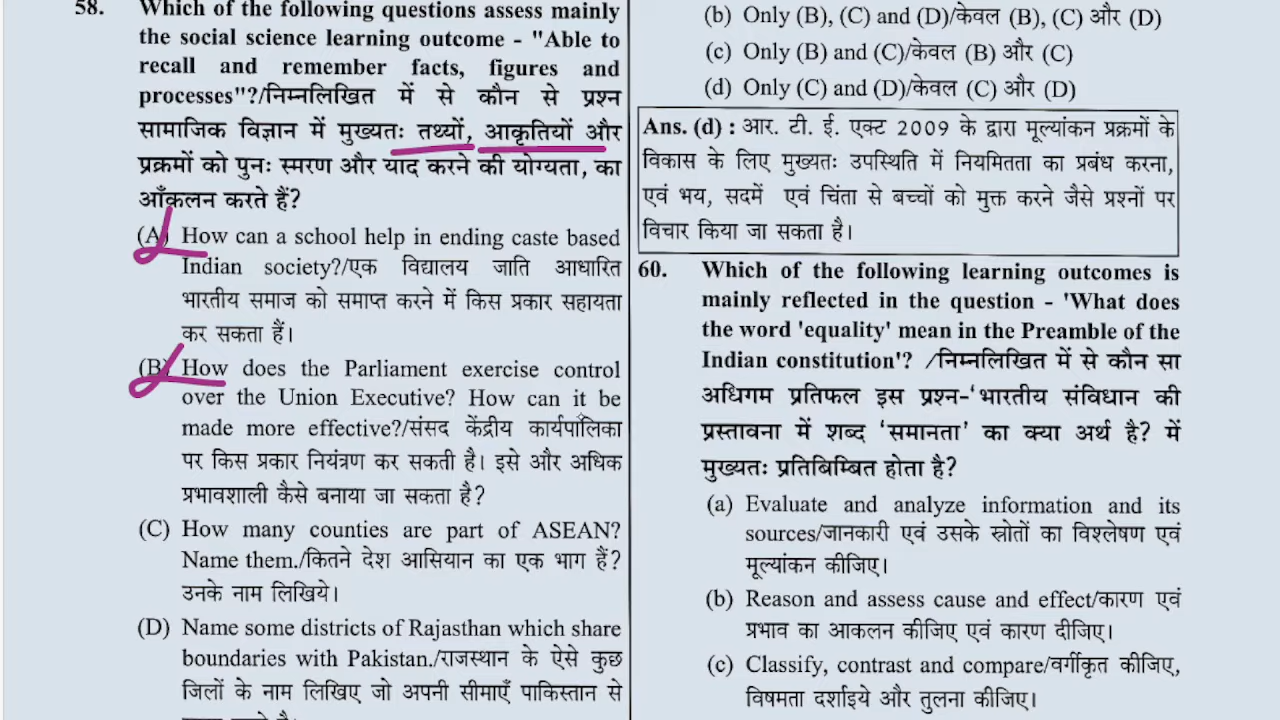 58. Which of the following questions assess mainly
the social science learning outcome - "Able to
recall and remember facts, figures and
processes"?/निम्नलिखित में से कौन से प्रश्न
सामाजिक विज्ञान में मुख्यतः तथ्यों, आकृतियों और
प्रक्रमों को पुनः स्मरण और याद करने की योग्यता, का
आँकलन करते हैं?
(A) How can a school help in ending caste based
Indian society?/एक विद्यालय जाति आधारित
भारतीय समाज को समाप्त करने में किस प्रकार सहायता
कर सकता हैं।
(B) How does the Parliament exercise control
over the Union Executive? How can it be
made more effective?/संसद केंद्रीय कार्यपालिका
पर किस प्रकार नियंत्रण कर सकती है। इसे और अधिक
प्रभावशाली कैसे बनाया जा सकता है?
(C) How many counties are part of ASEAN?
Name them./कितने देश आसियान का एक भाग हैं?
उनके नाम लिखिये।
(D) Name some districts of Rajasthan which share
boundaries with Pakistan./राजस्थान के ऐसे कुछ
जिलों के नाम लिखिए जो अपनी सीमाएँ पाकिस्तान से
(b) Only (B), (C) and (D)/केवल (B), (C) और (D)
(c) Only (B) and (C)/केवल (B) और (C)
(d) Only (C) and (D)/केवल (C) और (D)
Ans. (d) : आर. टी. ई. एक्ट 2009 के द्वारा मूल्यांकन प्रक्रमों के
विकास के लिए मुख्यतः उपस्थिति में नियमितता का प्रबंध करना,
एवं भय, सदमें एवं चिंता से बच्चों को मुक्त करने जैसे प्रश्नों पर
विचार किया जा सकता है।
60. Which of the following learning outcomes is
mainly reflected in the question - 'What does
the word 'equality' mean in the Preamble of the
Indian constitution'? /निम्नलिखित में से कौन सा
अधिगम प्रतिफल इस प्रश्न-'भारतीय संविधान की
प्रस्तावना में शब्द 'समानता' का क्या अर्थ है? में
मुख्यतः प्रतिबिम्बित होता है?
(a) Evaluate and analyze information and its
sources/जानकारी एवं उसके स्रोतों का विश्लेषण एवं
मूल्यांकन कीजिए।
(b) Reason and assess cause and effect/कारण एवं
प्रभाव का आकलन कीजिए एवं कारण दीजिए।
(c) Classify, contrast and compare/वर्गीकृत कीजिए,
विषमता दर्शाइये और तुलना कीजिए।